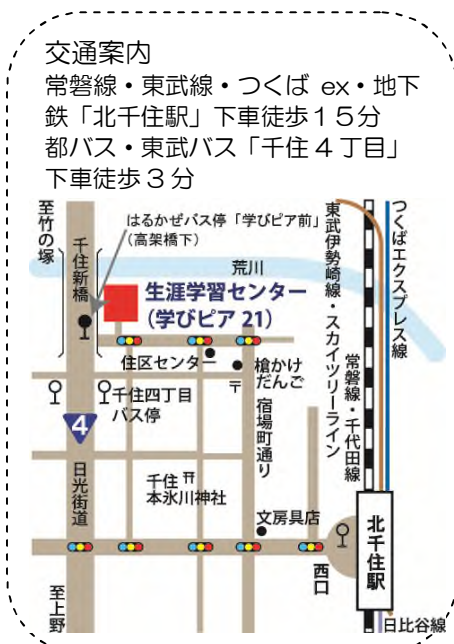 交通案内
常磐線・東武線・つくば ex・地下
鉄「北千住駅」下車徒歩１５分
都バス・東武バス「千住４丁目」
下車徒歩３分
至竹の塚
千住新橋
はるかぜバス停「学びピア前」
（高架橋下）
荒川
生涯学習センター
（学びピア 21）
東武伊勢崎線・スカイツリーライン
つくばエクスプレス線
常磐線・千代田線
住区センター
槍かけ
だんご
〒
千住四丁目
バス停
4
宿場町通り
日光街道
千住
本氷川神社
文房具店
北千住駅
西口
至上野
日比谷線